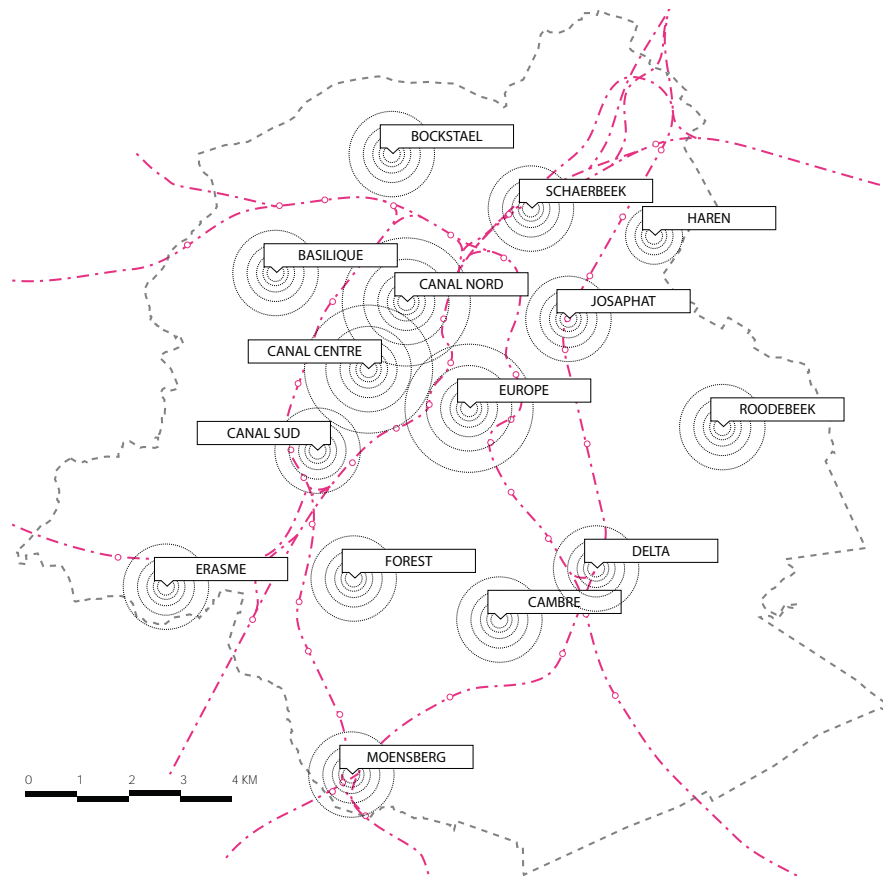 BOCKSTAEL
SCHAERBEEK
HAREN
BASILIQUE
CANAL NORD
JOSAPHAT
CANAL CENTRE
EUROPE
ROODEBEEK
CANAL SUD
DELTA
FOREST
ERASME
CAMBRE
MOENSBERG
0 1 2 3 4 KM